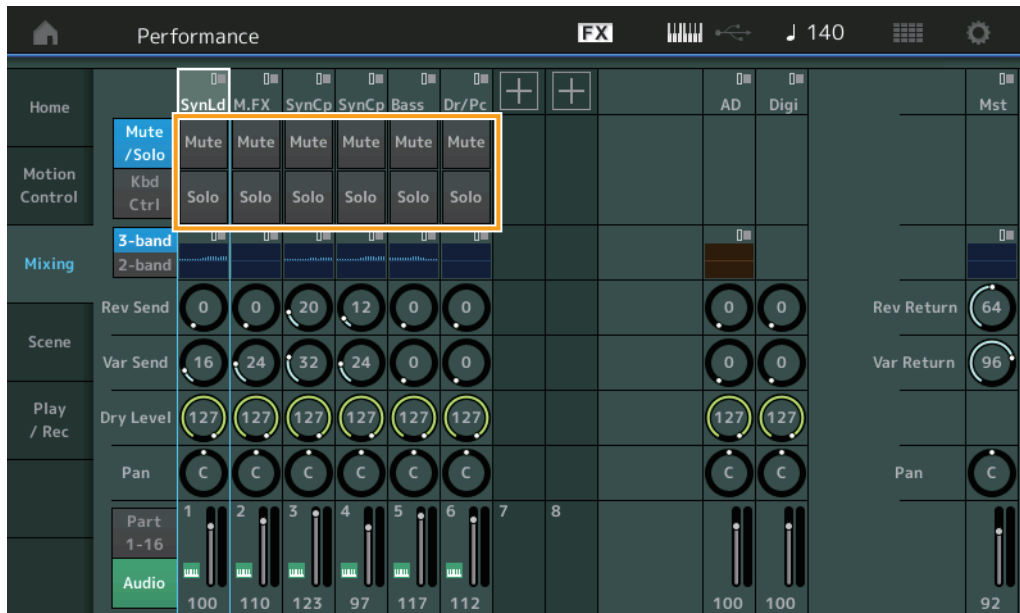 Performance FX 140
SynLd M.FX SynCp SynCp Bass Dr/Pc AD Digi Mst
Home
Mute
/Solo
Mute Mute Mute Mute Mute Mute
Motion
Control
Kbd
Ctrl
Solo Solo Solo Solo Solo Solo
3-band
2-band
Mixing
Rev Send 0 0 20 12 0 0 0 0 Rev Return 64
Scene
Var Send 16 24 32 24 0 0 0 0 Var Return 96
Play
/ Rec
Dry Level 127 127 127 127 127 127 127 127
Pan C C C C C C C C Pan C
1 2 3 4 5 6 7 8
Part
1-16
Audio
100 110 123 97 117 112 100 100 92